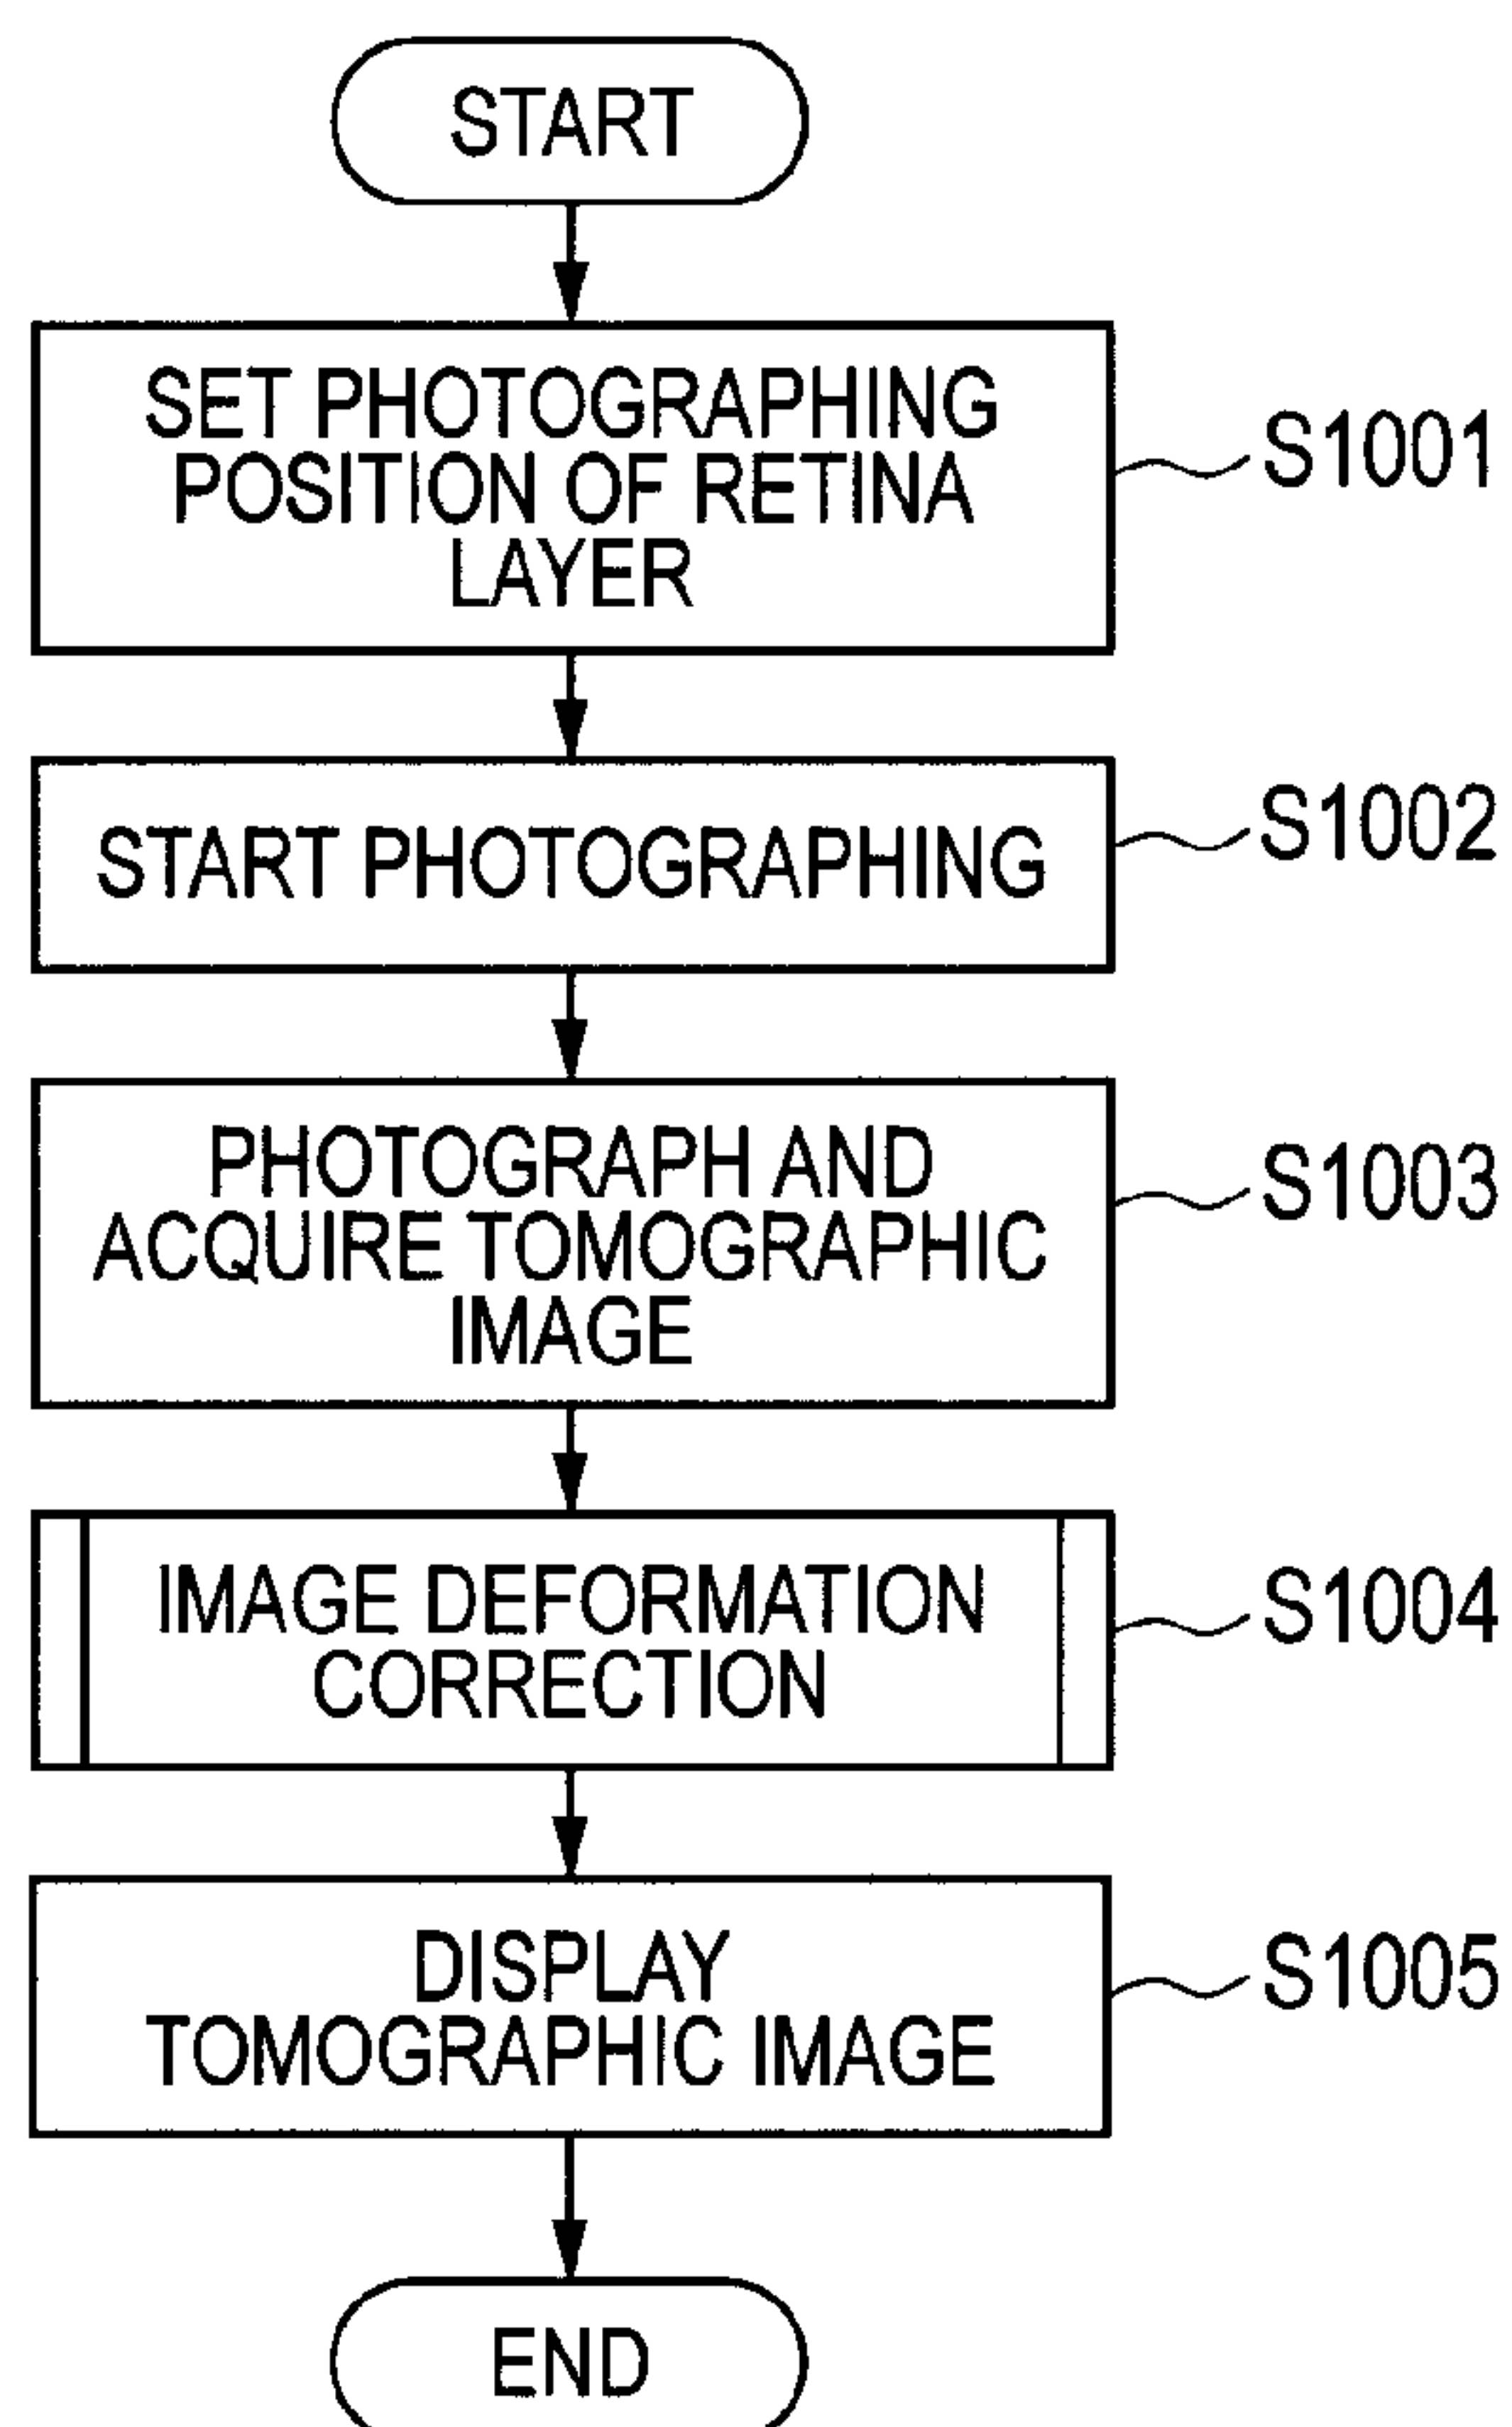 START
SET PHOTOGRAPHING
POSITION OF RETINA
LAYER
S1001
START PHOTOGRAPHING
S1002
PHOTOGRAPH AND
ACQUIRE TOMOGRAPHIC
IMAGE
S1003
IMAGE DEFORMATION
CORRECTION
S1004
DISPLAY
TOMOGRAPHIC IMAGE
S1005
END